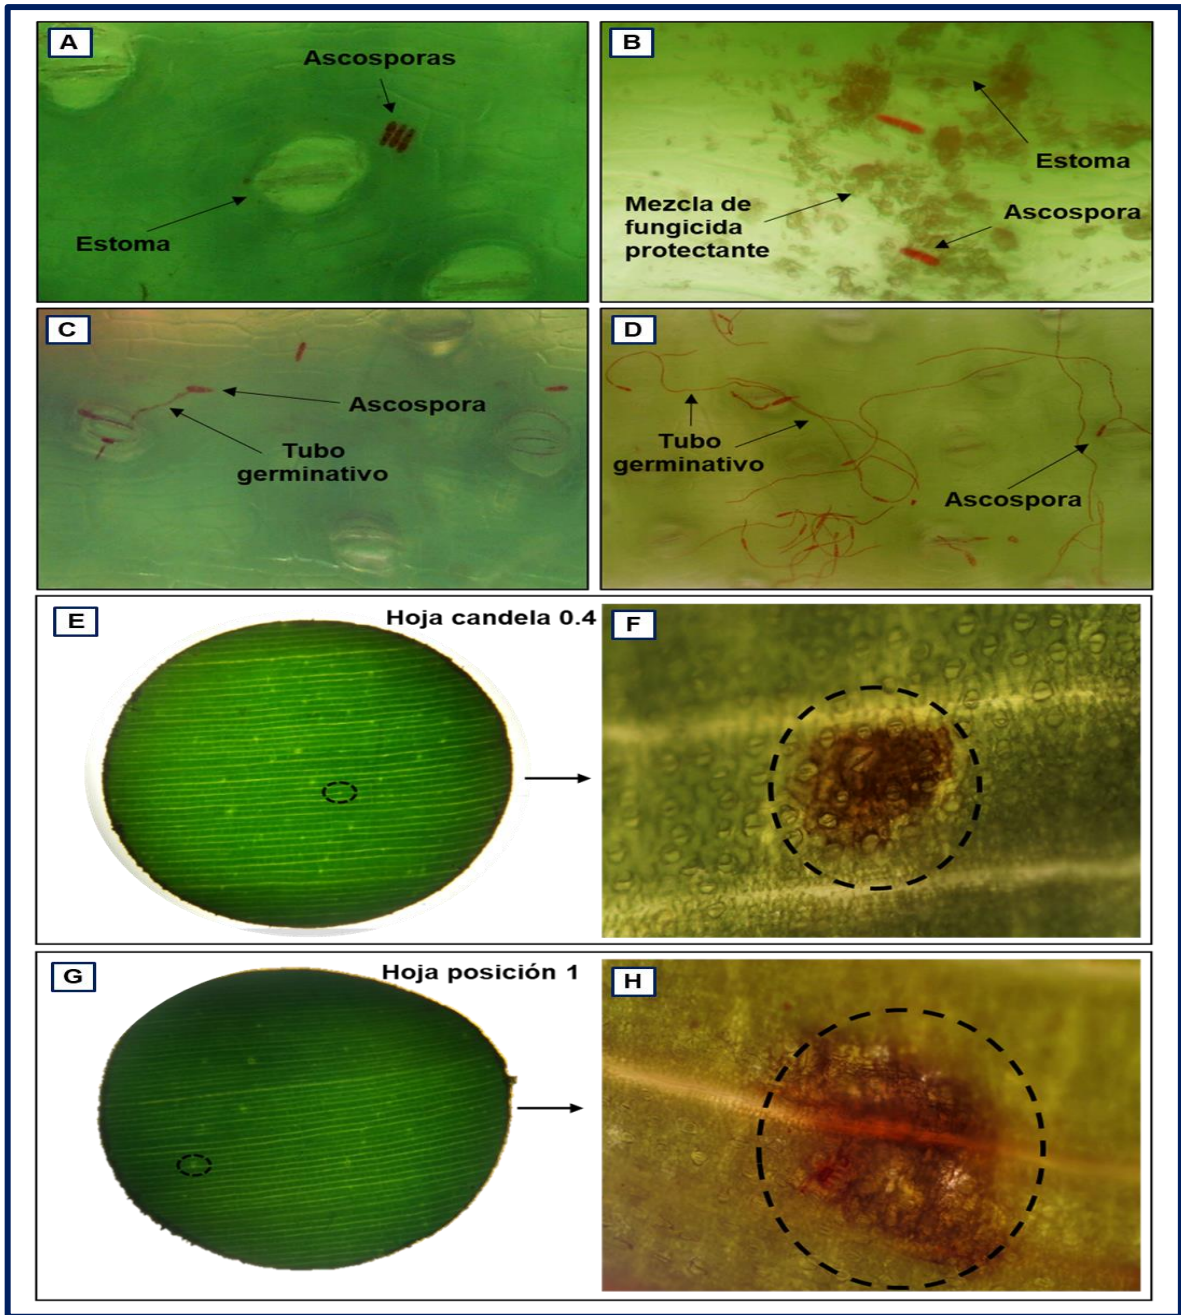 A
Ascosporas
Estoma
B
Estoma
Mezcla de
fungicida
protectante
Ascospora
C
Ascospora
Tubo
germinativo
D
Tubo
germinativo
Ascospora
E
Hoja candela 0.4
F
G
Hoja posición 1
H